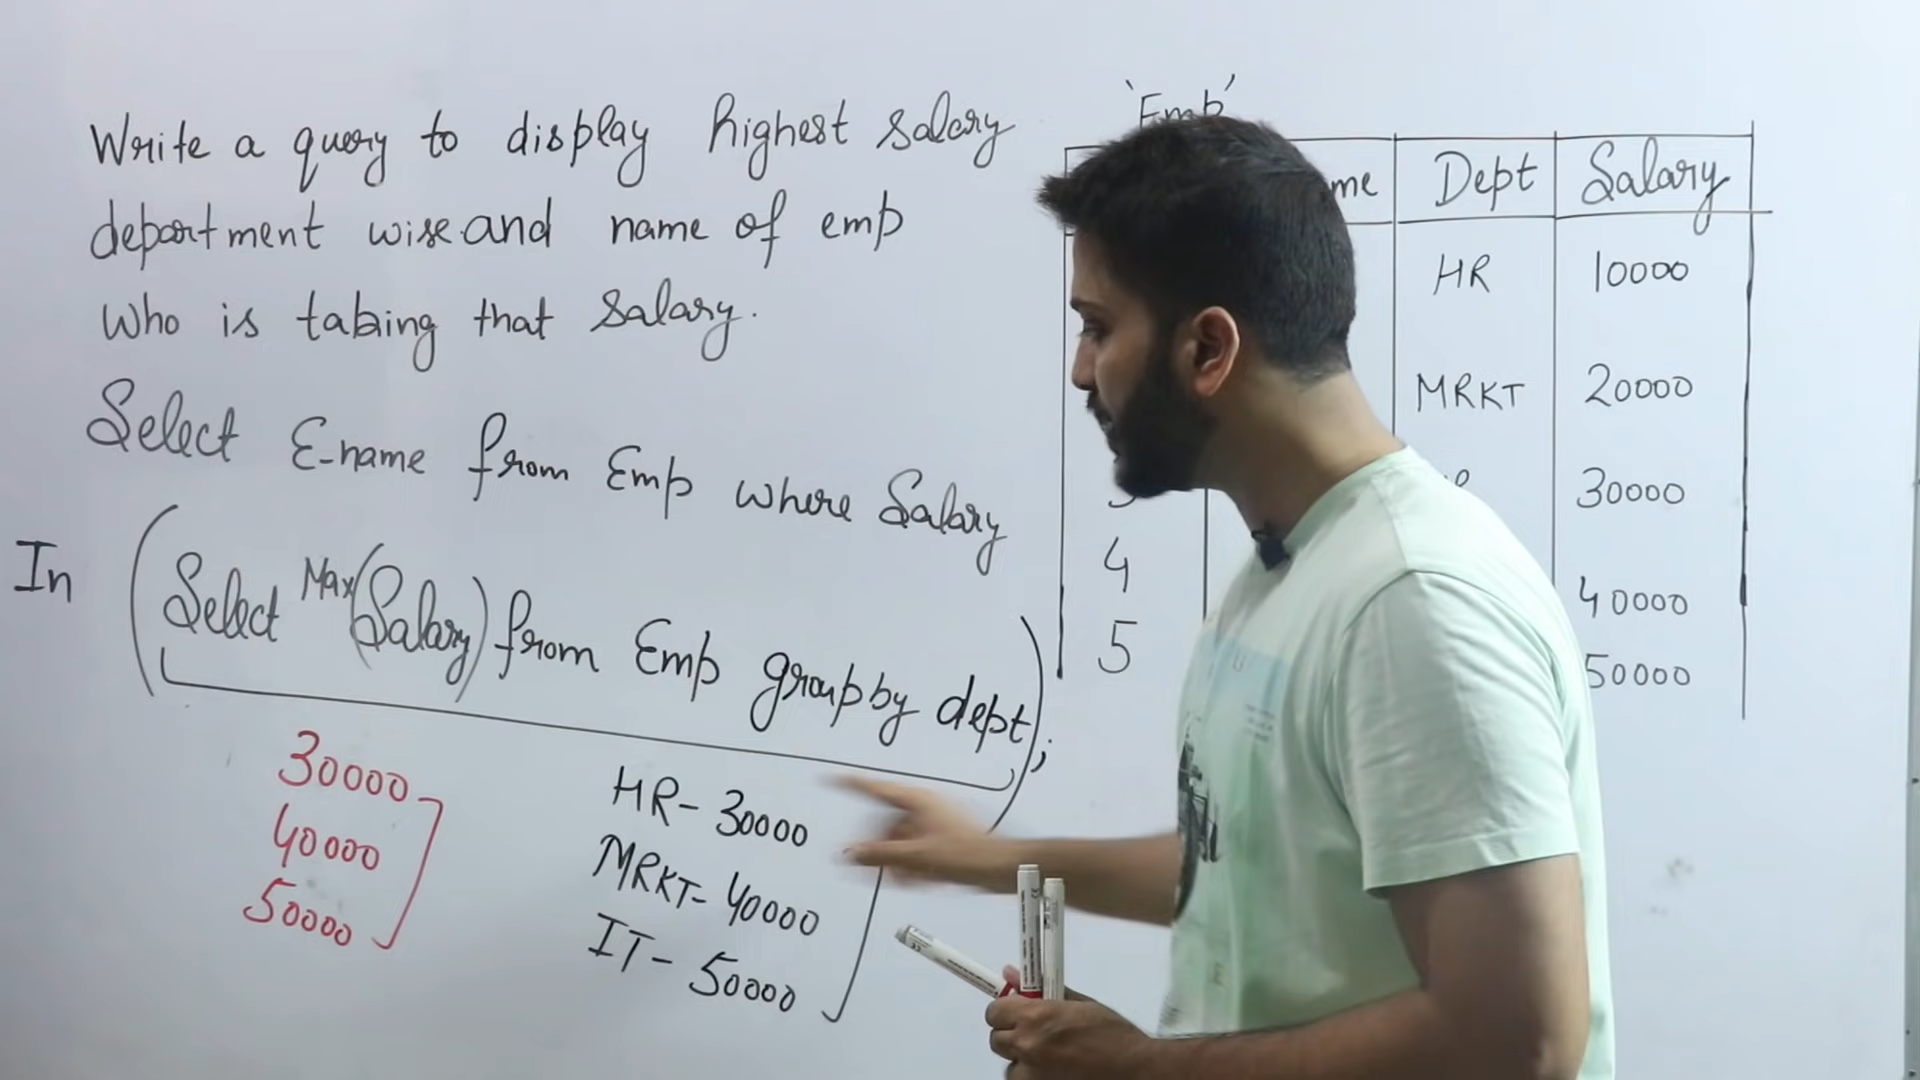 Write a query to display highest salary
department wise and name of emp
who is taking that salary.
Select E-name from Emp where Salary
In (Select Max(Salary) from Emp group by dept);
30000
40000
50000
HR - 30000
MRKT - 40000
IT - 50000
'Emp'
Dept Salary
HR 10000
MRKT 20000
30000
4 40000
5 50000